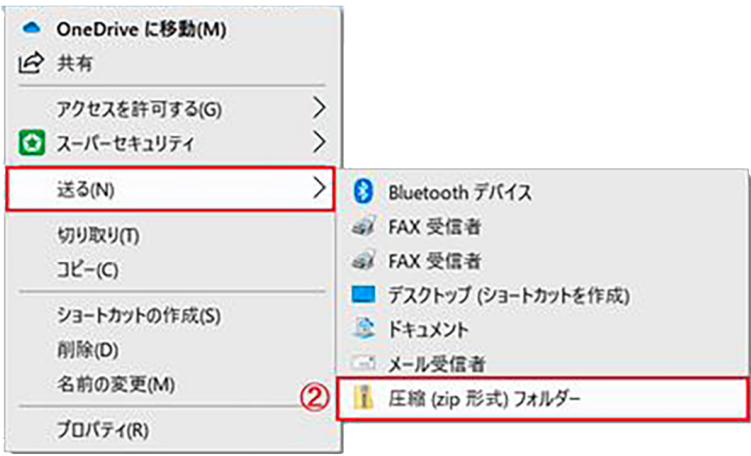 OneDrive に移動(M)
共有
アクセスを許可する(G)
スーパーセキュリティ
送る(N)
切り取り(T)
コピー(C)
ショートカットの作成(S)
削除(D)
名前の変更(M)
プロパティ(R)
Bluetooth デバイス
FAX 受信者
FAX 受信者
デスクトップ (ショートカットを作成)
ドキュメント
メール受信者
② 圧縮 (zip 形式) フォルダー